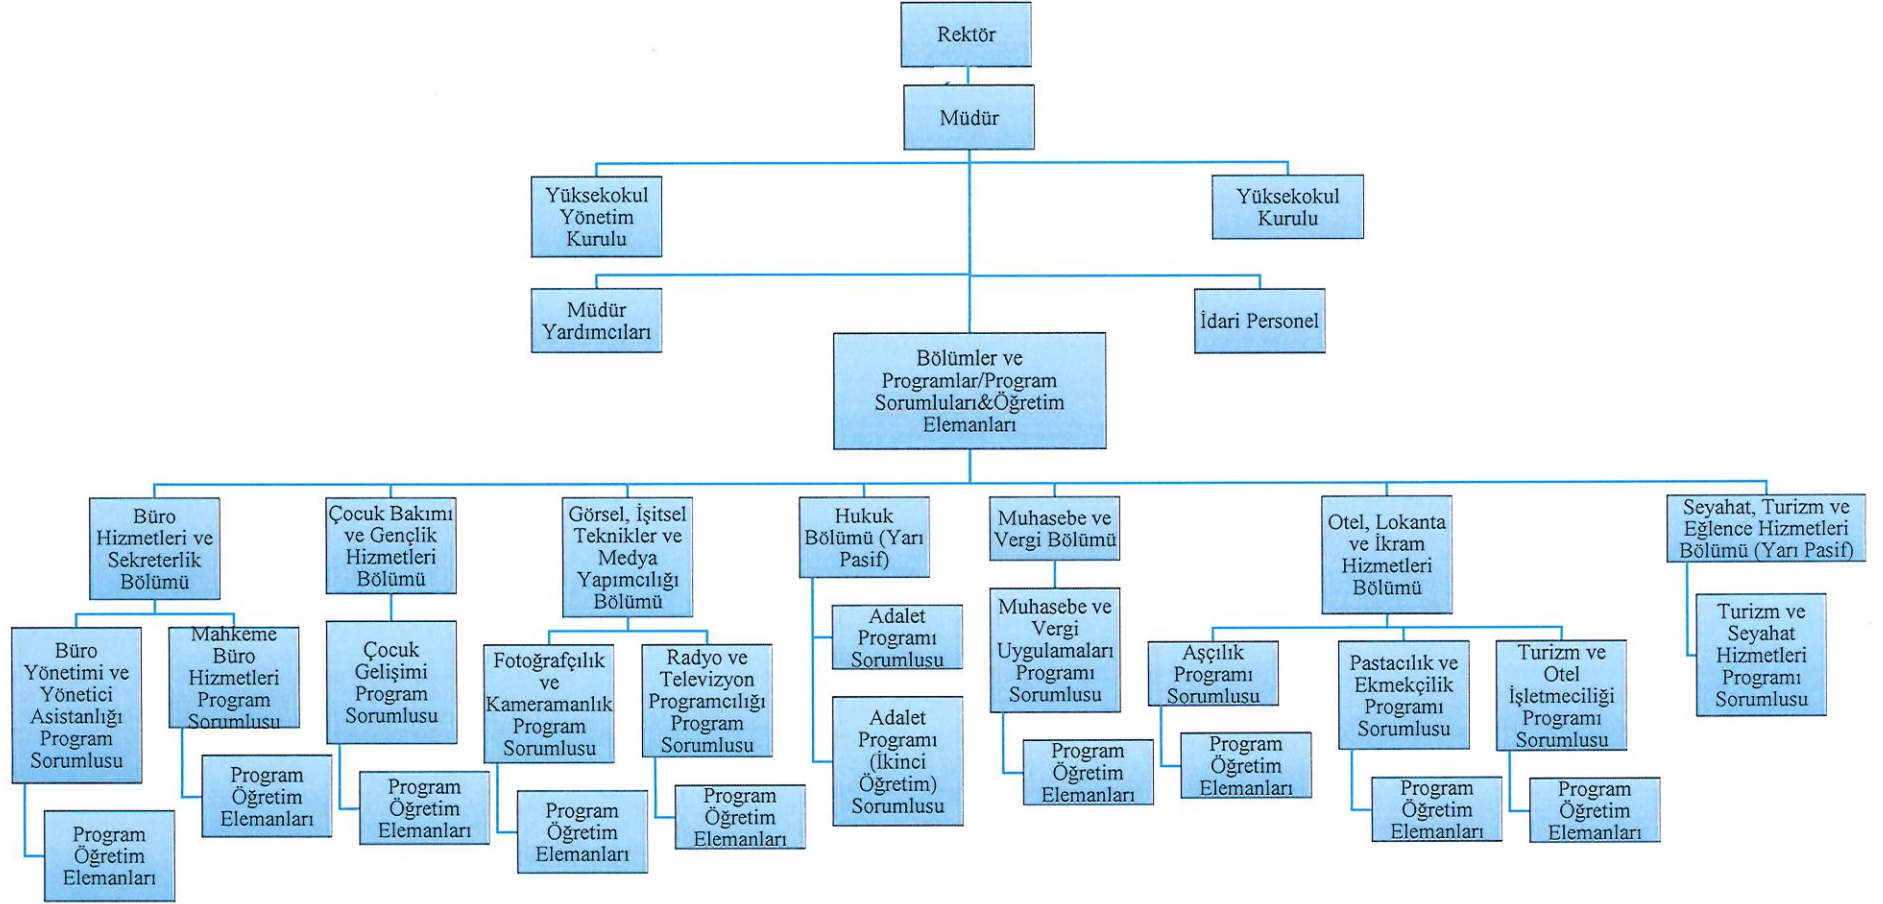 Rektör
Müdür
Yüksekokul
Yönetim
Kurulu
Yüksekokul
Kurulu
Müdür
Yardımcıları
İdari Personel
Bölümler ve
Programlar/Program
Sorumluları&Öğretim
Elemanları
Büro
Hizmetleri ve
Sekreterlik
Bölümü
Çocuk Bakımı
ve Gençlik
Hizmetleri
Bölümü
Görsel, İşitsel
Teknikler ve
Medya
Yapımcılığı
Bölümü
Hukuk
Bölümü (Yarı
Pasif)
Muhasebe ve
Vergi Bölümü
Otel, Lokanta
ve İkram
Hizmetleri
Bölümü
Seyahat, Turizm ve
Eğlence Hizmetleri
Bölümü (Yarı Pasif)
Büro
Yönetimi ve
Yönetici
Asistanlığı
Program
Sorumlusu
Mahkeme
Büro
Hizmetleri
Program
Sorumlusu
Çocuk
Gelişimi
Program
Sorumlusu
Fotoğrafçılık
ve
Kameramanlık
Program
Sorumlusu
Radyo ve
Televizyon
Programcılığı
Program
Sorumlusu
Adalet
Programı
Sorumlusu
Adalet
Programı
(İkinci
Öğretim)
Sorumlusu
Muhasebe ve
Vergi
Uygulamaları
Programı
Sorumlusu
Aşçılık
Programı
Sorumlusu
Pastacılık ve
Ekmekçilik
Programı
Sorumlusu
Turizm ve
Otel
İşletmeciliği
Programı
Sorumlusu
Turizm ve
Seyahat
Hizmetleri
Programı
Sorumlusu
Program
Öğretim
Elemanları
Program
Öğretim
Elemanları
Program
Öğretim
Elemanları
Program
Öğretim
Elemanları
Program
Öğretim
Elemanları
Program
Öğretim
Elemanları
Program
Öğretim
Elemanları
Program
Öğretim
Elemanları
Program
Öğretim
Elemanları